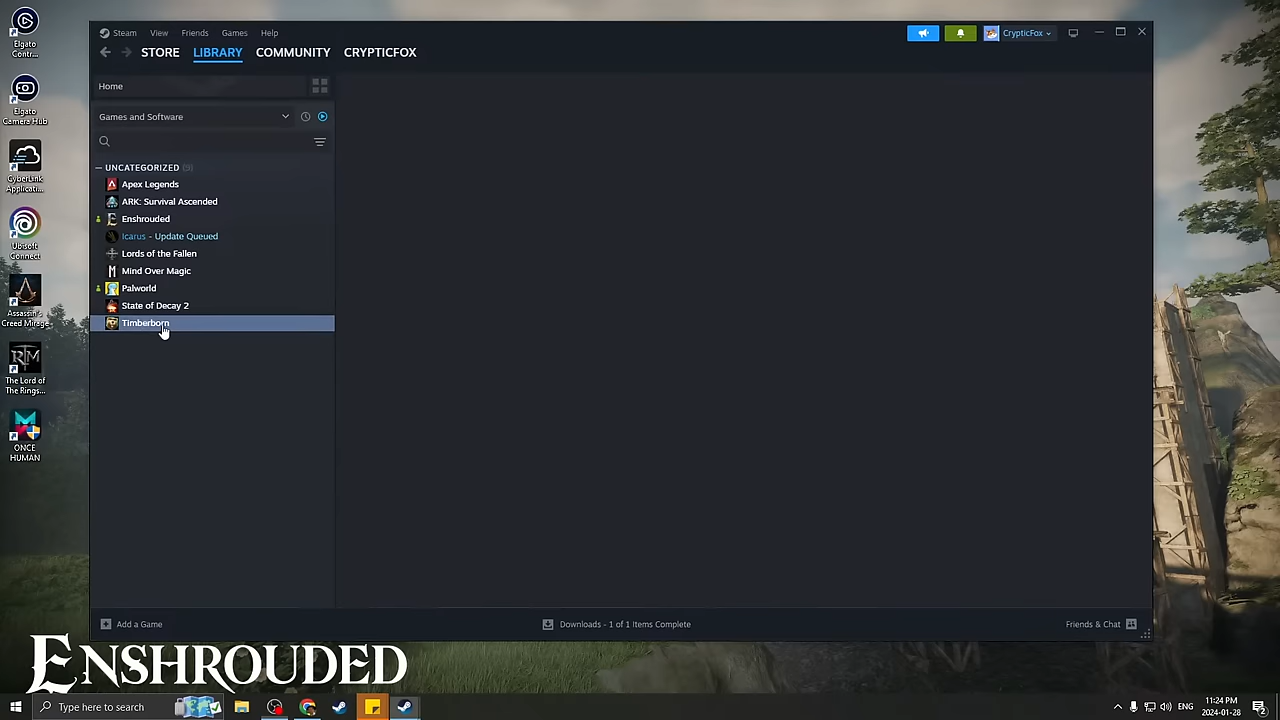 Elgato
Contr...
Elgato
Camera Hub
CyberLink
Applicati...
Ubisoft
Connect
Assassin's
Creed Mirage
The Lord of
The Rings...
ONCE
HUMAN
Steam View Friends Games Help
CrypticFox
STORE LIBRARY COMMUNITY CRYPTICFOX
Home
Games and Software
— UNCATEGORIZED (9)
Apex Legends
ARK: Survival Ascended
Enshrouded
Icarus - Update Queued
Lords of the Fallen
Mind Over Magic
Palworld
State of Decay 2
Timberborn
Add a Game
Downloads - 1 of 1 Items Complete
Friends & Chat
ENSHROUDED
Type here to search
ENG
11:24 PM
2024-01-28
2